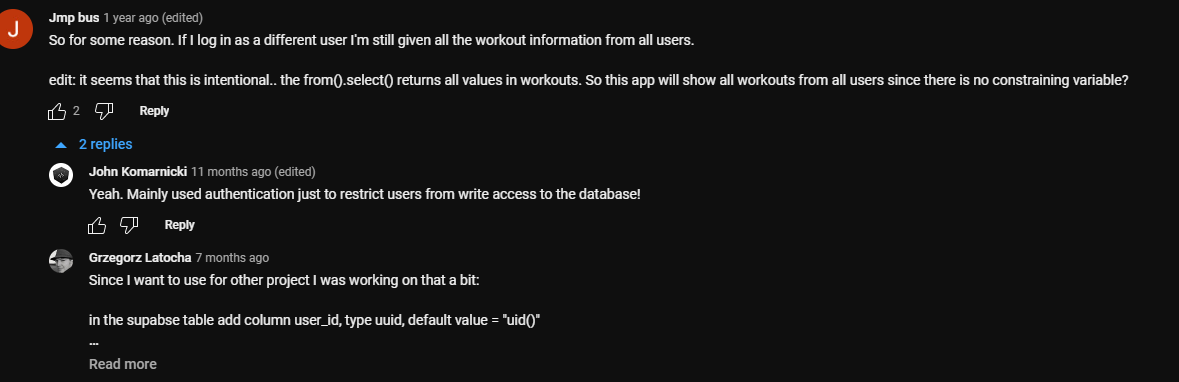 J
Jmp bus 1 year ago (edited)
So for some reason. If I log in as a different user I'm still given all the workout information from all users.
edit: it seems that this is intentional.. the from().select() returns all values in workouts. So this app will show all workouts from all users since there is no constraining variable?
2 Reply
2 replies
John Komarnicki 11 months ago (edited)
Yeah. Mainly used authentication just to restrict users from write access to the database!
Reply
Grzegorz Latocha 7 months ago
Since I want to use for other project I was working on that a bit:
in the supabse table add column user_id, type uuid, default value = "uid()"
...
Read more